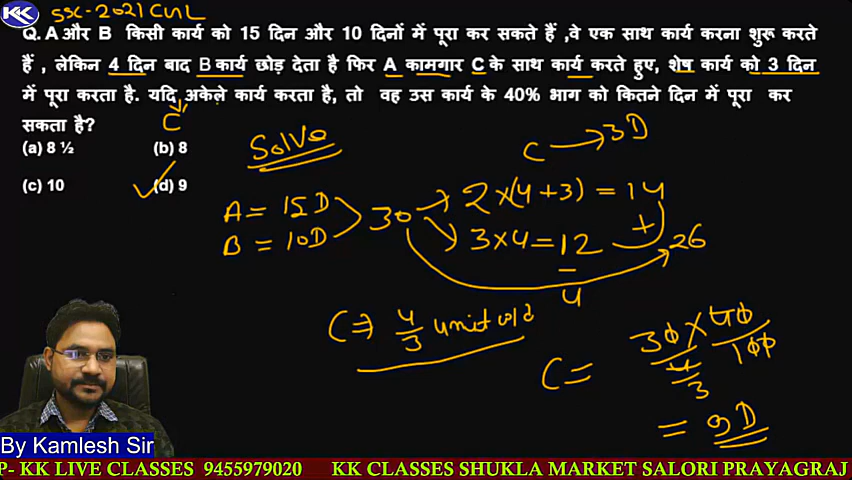 KK SSC-2021 CHSL
Q. A और B किसी कार्य को 15 दिन और 10 दिनों में पूरा कर सकते हैं ,वे एक साथ कार्य करना शुरू करते
हैं , लेकिन 4 दिन बाद B कार्य छोड़ देता है फिर A कामगार C के साथ कार्य करते हुए, शेष कार्य को 3 दिन
में पूरा करता है. यदि अकेले कार्य करता है, तो वह उस कार्य के 40% भाग को कितने दिन में पूरा कर
C
सकता है?
(a) 8 ½ (b) 8
(c) 10 (d) 9
Solve
C → 3D
A = 15D
B = 10D
30
2×(4+3) = 14
3×4=12
+
26
4
C ⇒ 4/3 unit
C = 30×40/100
4/3
= 9D
By Kamlesh Sir
P- KK LIVE CLASSES 9455979020 KK CLASSES SHUKLA MARKET SALORI PRAYAGRAJ